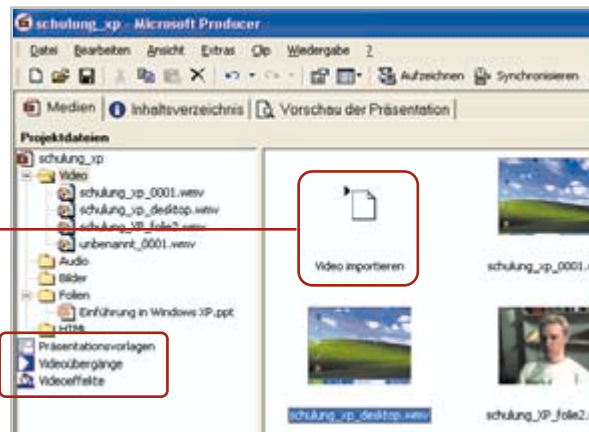 schulung_xp - Microsoft Producer
Datei Bearbeiten Ansicht Extras Clip Wiedergabe ?
Aufzeichnen Synchronisieren
Medien Inhaltsverzeichnis Vorschau der Präsentation
Projektdateien
schulung_xp
Video
schulung_xp_0001.wmv
schulung_xp_desktop.wmv
schulung_XP_folie2.wmv
unbenannt_0001.wmv
Audio
Bilder
Folien
Einführung in Windows XP.ppt
HTML
Präsentationsvorlagen
Videoübergänge
Videoeffekte
Video importieren
schulung_xp_0001.
schulung_xp_desktop.wmv
schulung_XP_folie2.